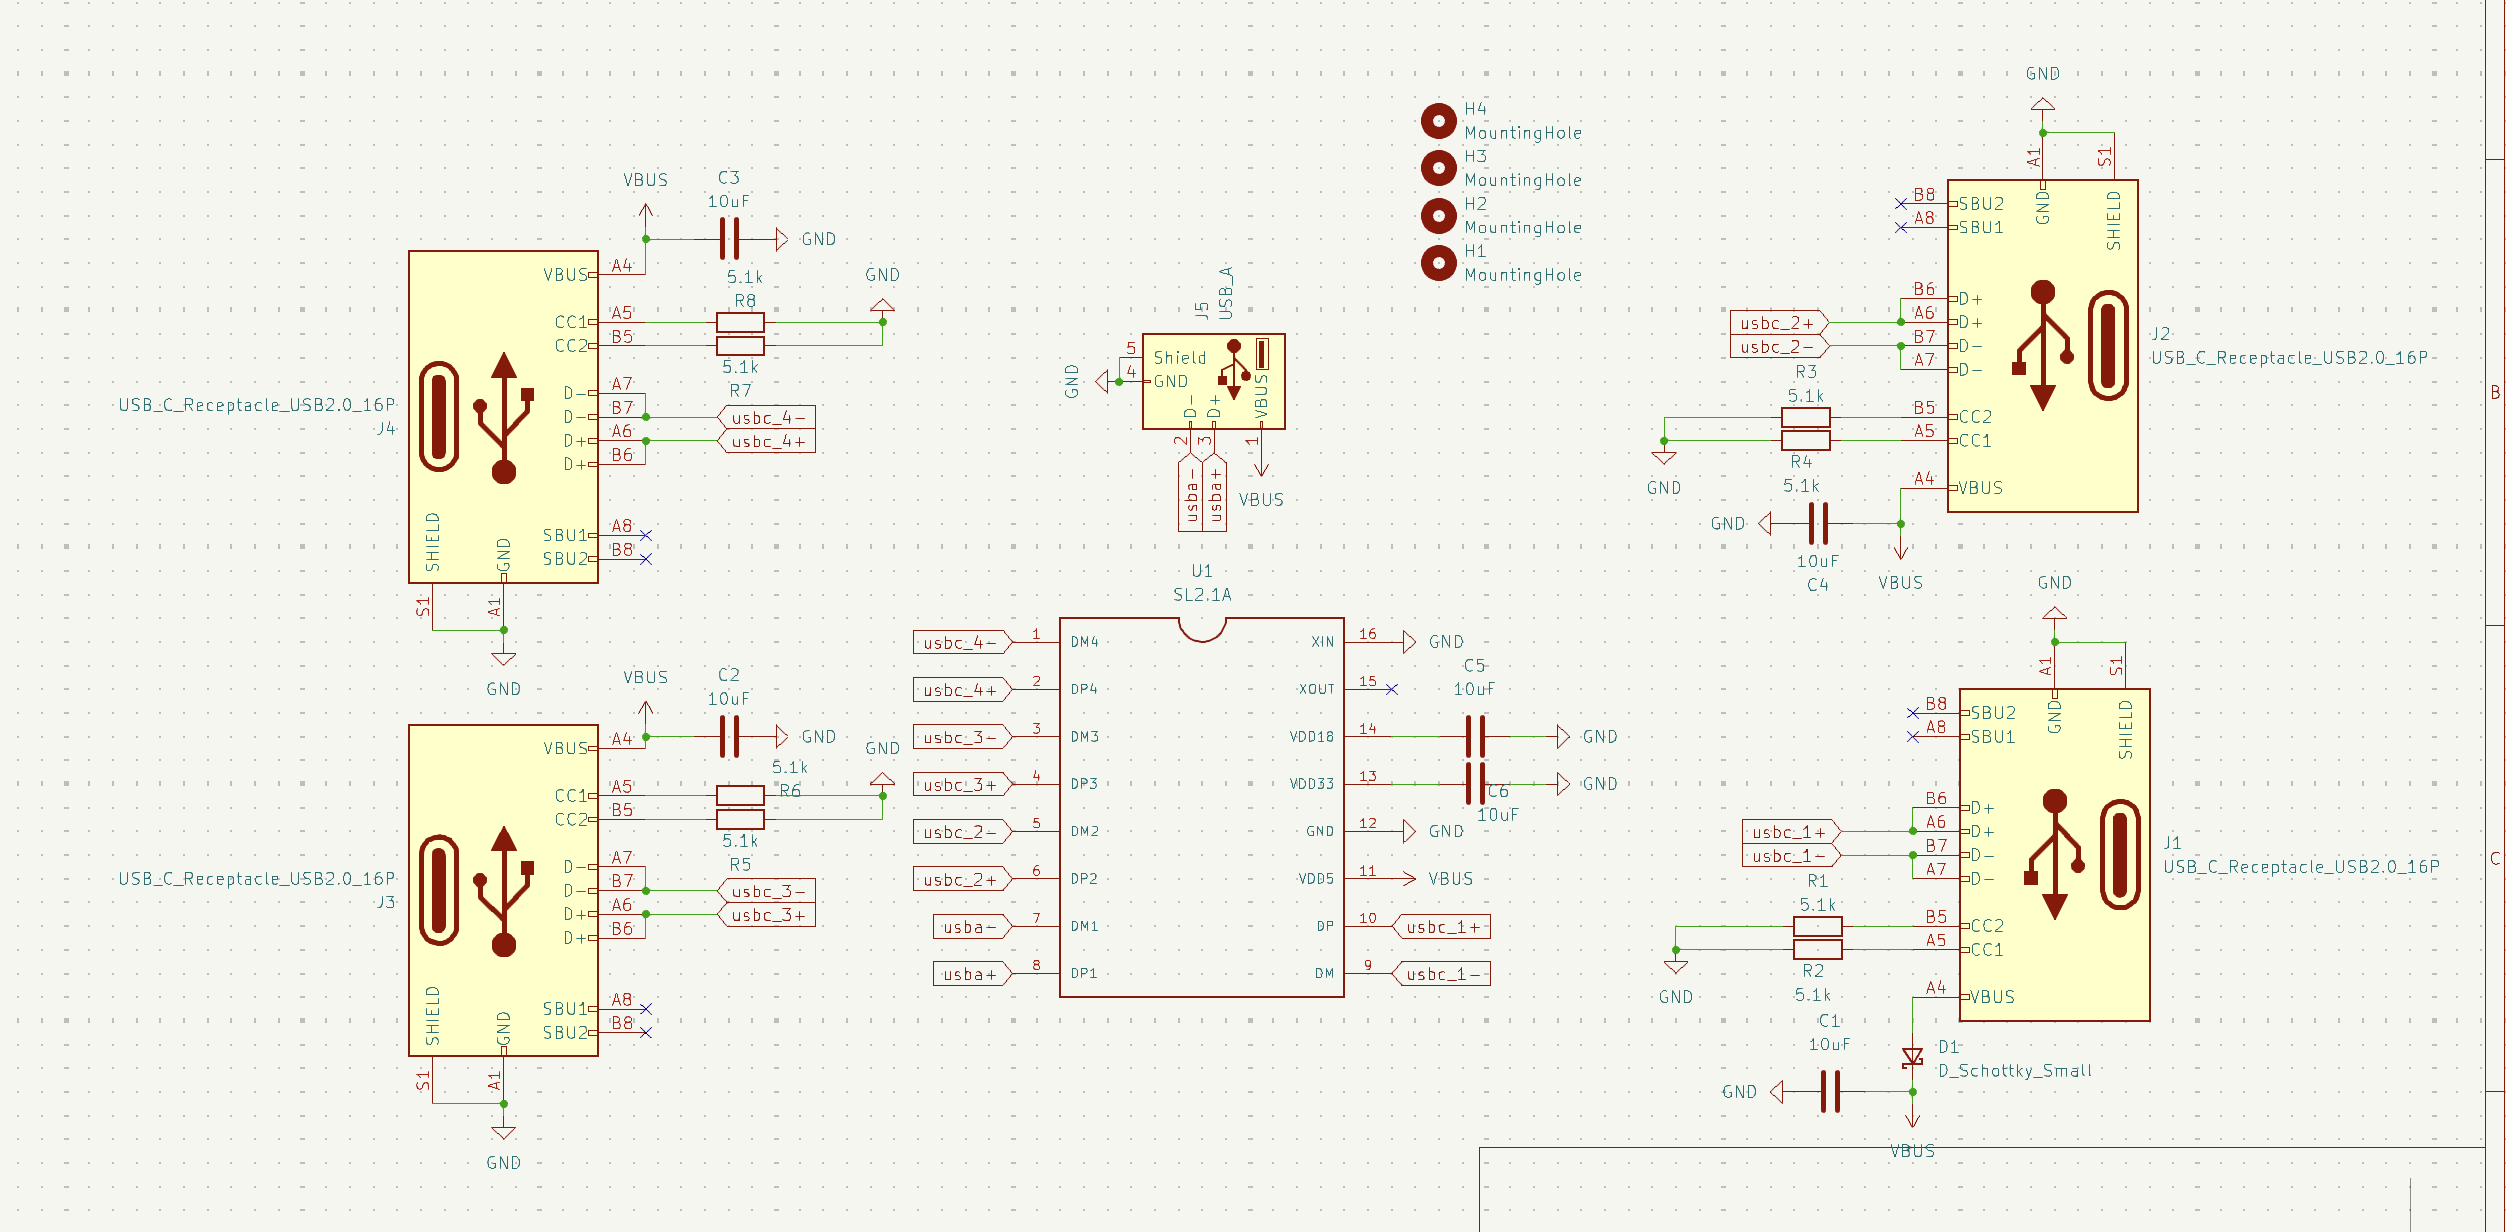 VBUS
C3
10uF
GND
VBUS
A4
CC1
A5
CC2
B5
5.1k
R8
5.1k
R7
GND
D-
A7
D-
B7
D+
A6
D+
B6
usbc_4-
usbc_4+
USB_C_Receptacle_USB2.0_16P
J4
SBU1
A8
SBU2
B8
SHIELD
GND
S1
A1
GND
VBUS
C2
10uF
GND
VBUS
A4
CC1
A5
CC2
B5
5.1k
R6
5.1k
R5
GND
D-
A7
D-
B7
D+
A6
D+
B6
usbc_3-
usbc_3+
USB_C_Receptacle_USB2.0_16P
J3
SBU1
A8
SBU2
B8
SHIELD
GND
S1
A1
GND
J5
USB_A
5
Shield
4
GND
GND
D-
D+
VBUS
2
3
1
usba-
usba+
VBUS
H4
MountingHole
H3
MountingHole
H2
MountingHole
H1
MountingHole
U1
SL2.1A
usbc_4- 1 DM4
usbc_4+ 2 DP4
usbc_3- 3 DM3
usbc_3+ 4 DP3
usbc_2- 5 DM2
usbc_2+ 6 DP2
usba- 7 DM1
usba+ 8 DP1
XIN 16 GND
XOUT 15
VDD18 14
VDD33 13
GND 12 GND
VDD5 11 VBUS
DP 10 usbc_1+
DM 9 usbc_1-
C5
10uF
GND
C6
10uF
GND
GND
A1
S1
GND
SHIELD
B8
SBU2
A8
SBU1
B6
D+
A6
D+
B7
D-
A7
D-
usbc_2+
usbc_2-
J2
USB_C_Receptacle_USB2.0_16P
R3
5.1k
B5
CC2
A5
CC1
R4
5.1k
GND
A4
VBUS
GND
10uF
C4
VBUS
GND
A1
S1
GND
SHIELD
B8
SBU2
A8
SBU1
B6
D+
A6
D+
B7
D-
A7
D-
usbc_1+
usbc_1-
J1
USB_C_Receptacle_USB2.0_16P
R1
5.1k
B5
CC2
A5
CC1
R2
5.1k
GND
A4
VBUS
C1
10uF
D1
D_Schottky_Small
GND
VBUS
B
C